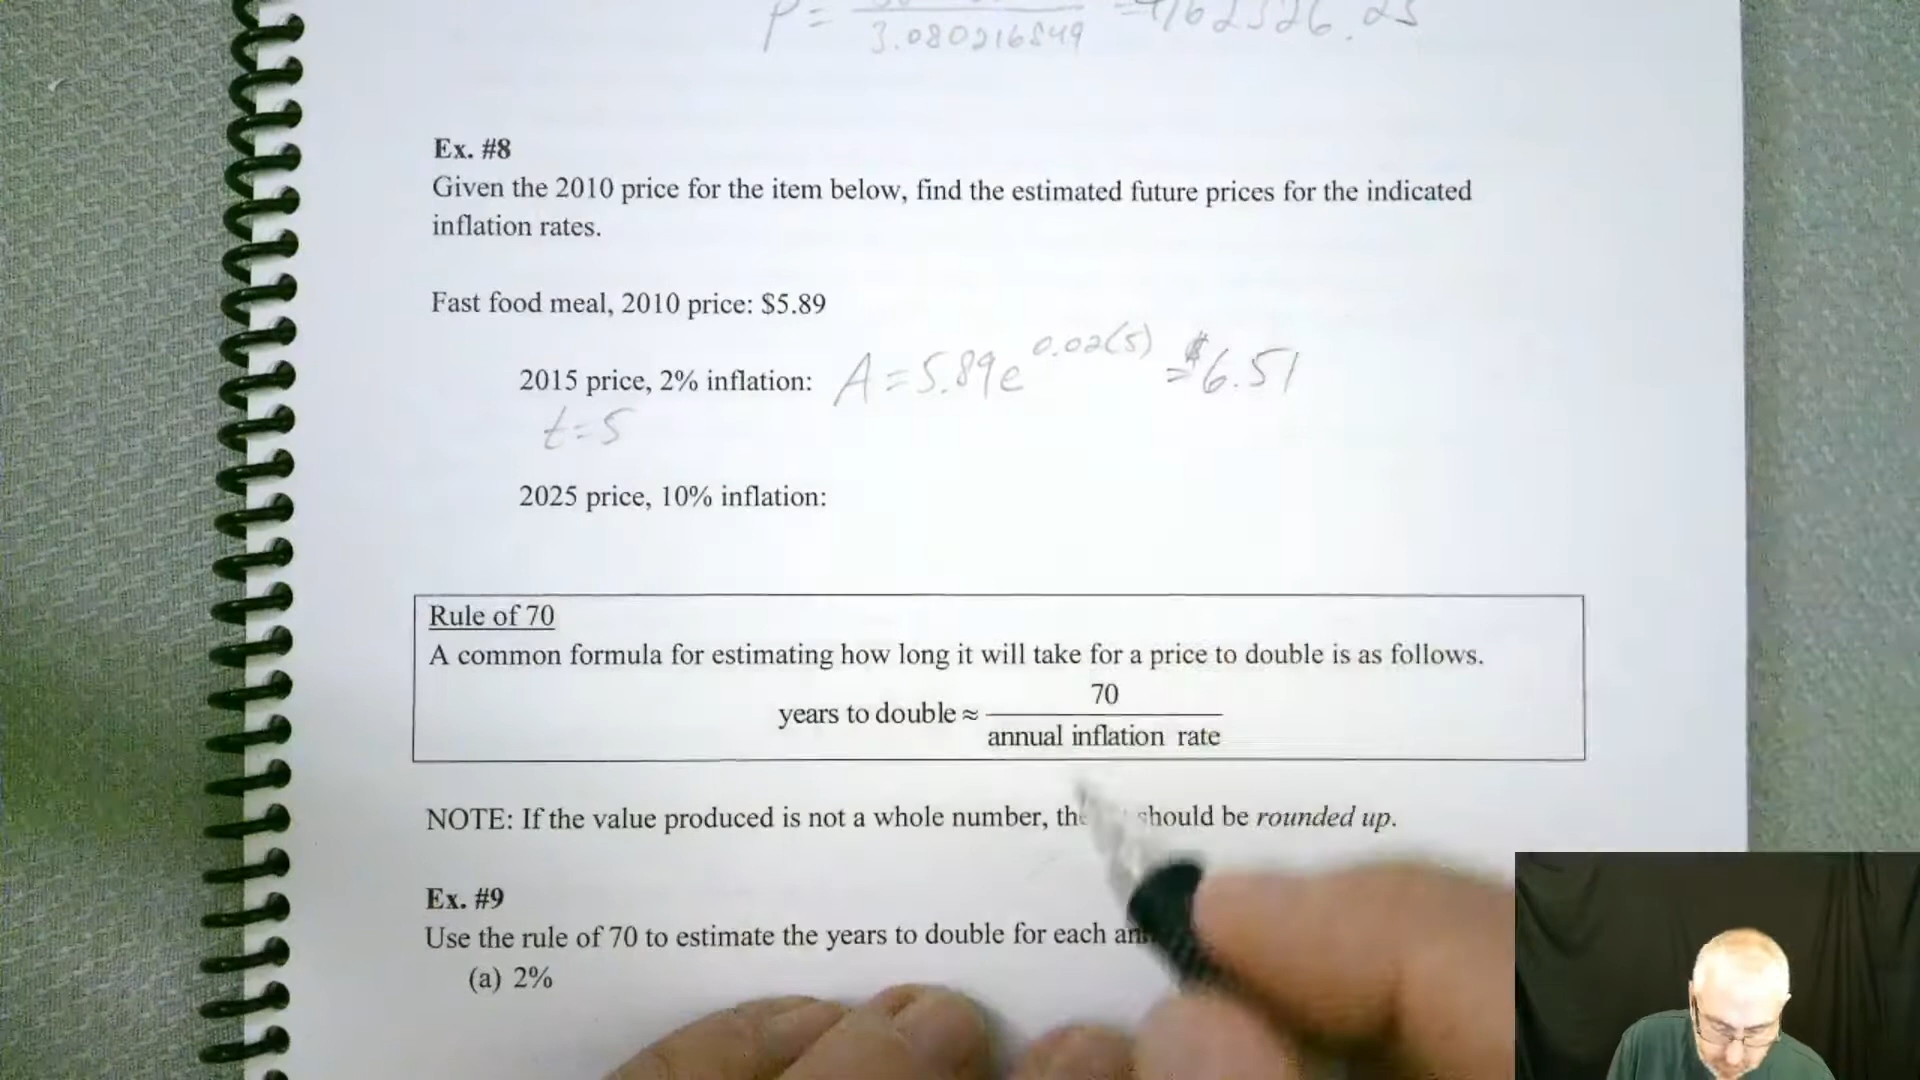 P =
3.080216849
Ex. #8
Given the 2010 price for the item below, find the estimated future prices for the indicated
inflation rates.
Fast food meal, 2010 price: $5.89
2015 price, 2% inflation: A = 5.89e^0.02(5) = $6.51
t = 5
2025 price, 10% inflation:
Rule of 70
A common formula for estimating how long it will take for a price to double is as follows.
70
years to double ≈
annual inflation rate
NOTE: If the value produced is not a whole number, should be rounded up.
Ex. #9
Use the rule of 70 to estimate the years to double for each
(a) 2%